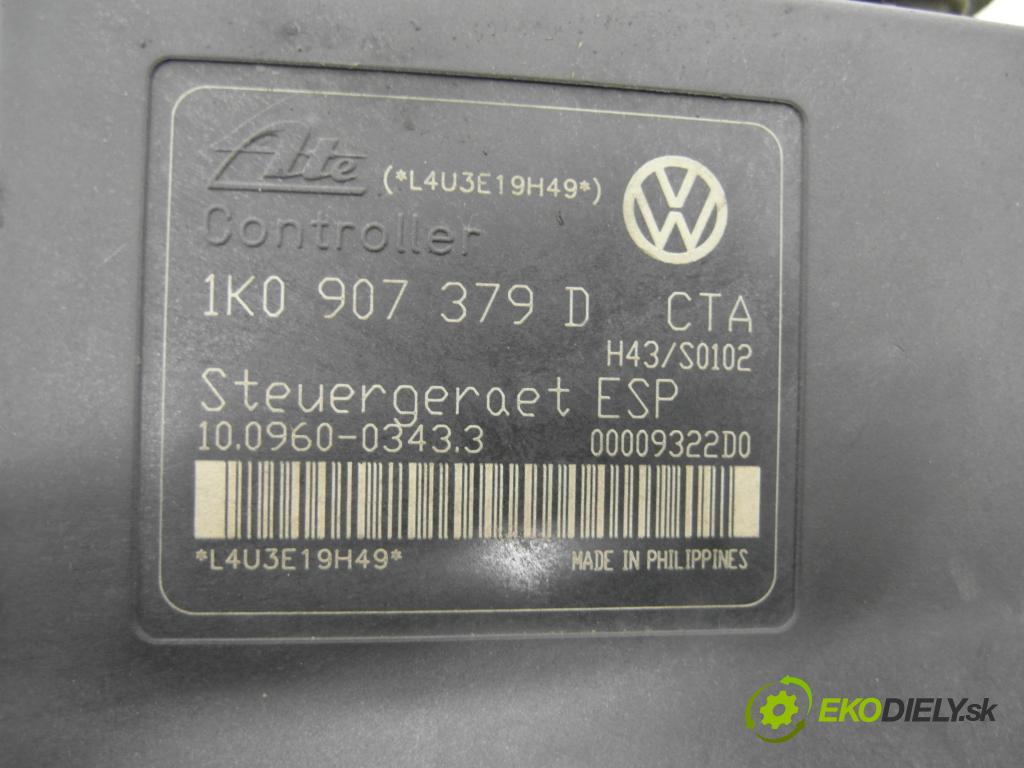 Ate (*L4U3E19H49*)
Controller
1K0 907 379 D CTA
H43/S0102
Steuergeraet ESP
10.0960-0343.3 00009322D0
*L4U3E19H49* MADE IN PHILIPPINES
EKODIELY.sk